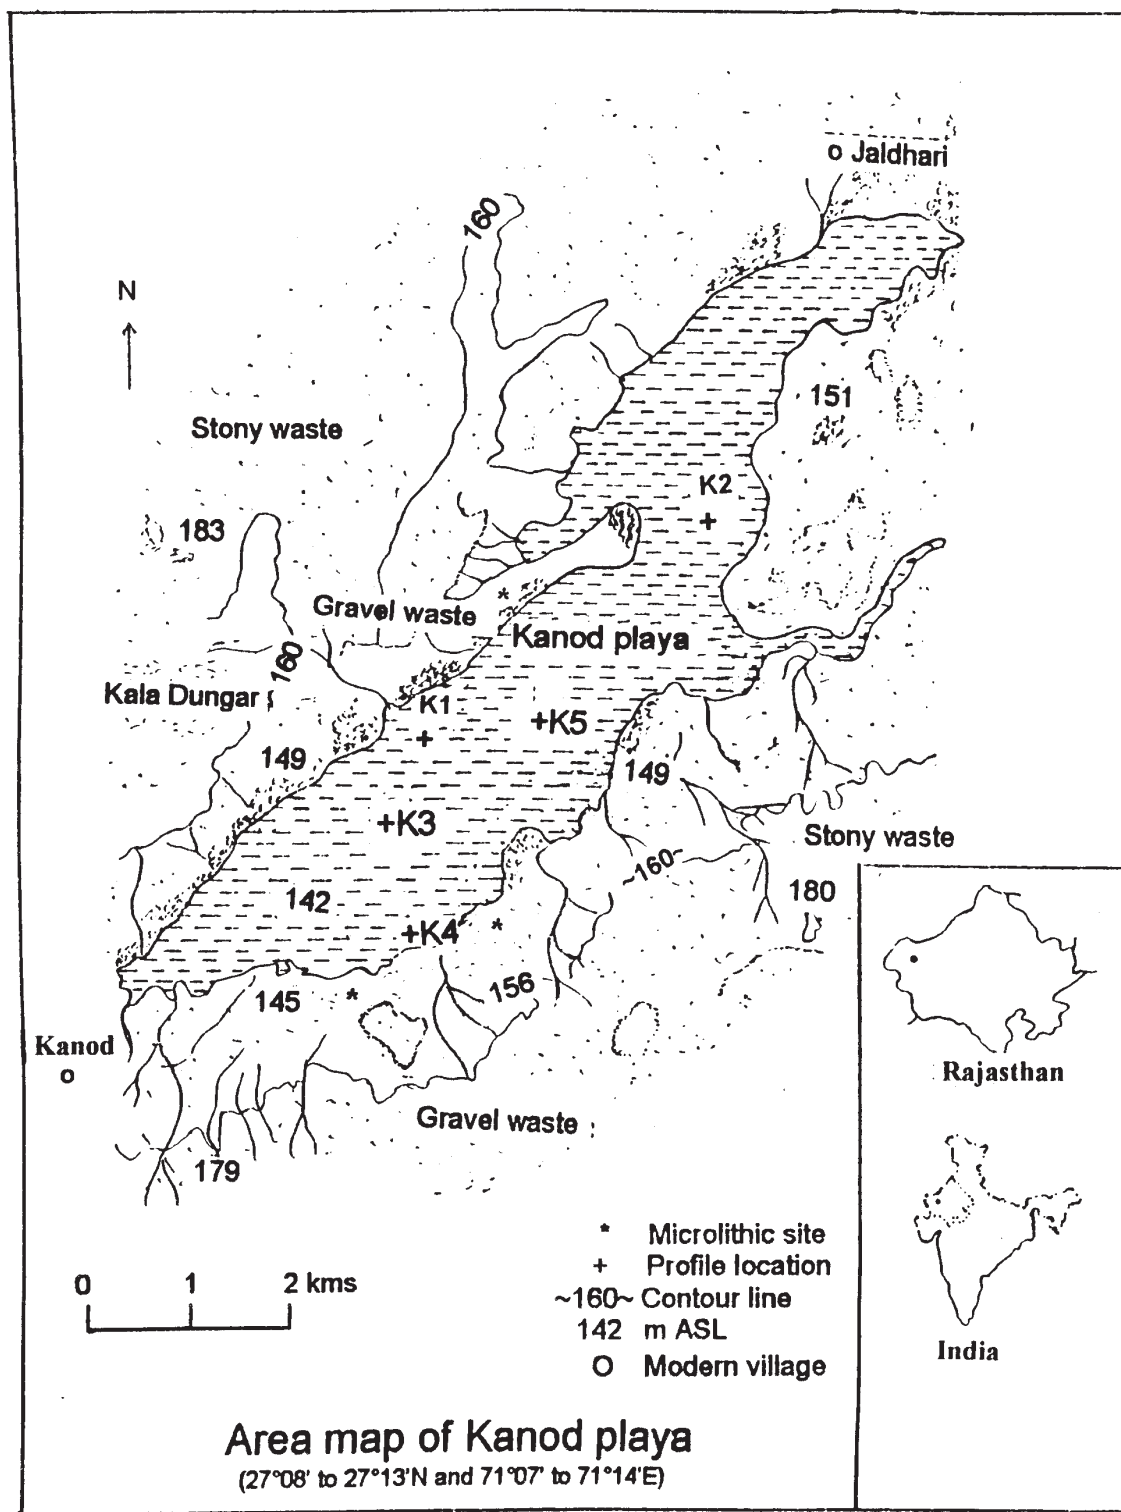 o Jaldhari
160
N
151
Stony waste
K2
183
Gravel waste
Kanod playa
160
Kala Dungar
K1
+K5
149
149
+K3
Stony waste
~160~
180
142
+K4
156
145
Kanod
o
Rajasthan
Gravel waste
179
* Microlithic site
+ Profile location
0 1 2 kms
~160~ Contour line
142 m ASL
O Modern village
India
Area map of Kanod playa
(27°08' to 27°13'N and 71°07' to 71°14'E)